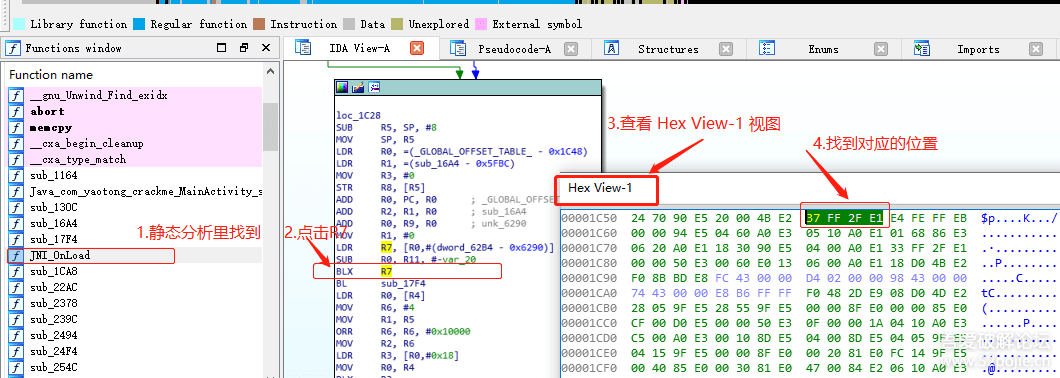 Library function Regular function Instruction Data Unexplored External symbol
Functions window
IDA View-A
Pseudocode-A
Structures
Enums
Imports
Function name
__gnu_Unwind_Find_exidx
abort
memcpy
__cxa_begin_cleanup
__cxa_type_match
sub_1164
Java_com_yaotong_crackme_MainActivity_s
sub_130C
sub_16A4
sub_17F4
JNI_OnLoad
sub_1CA8
sub_22AC
sub_2378
sub_239C
sub_2494
sub_24F4
sub_254C
1.静态分析里找到
2.点击R7
loc_1C28
SUB R5, SP, #8
MOV SP, R5
LDR R0, =(_GLOBAL_OFFSET_TABLE_ - 0x1C48)
LDR R1, =(sub_16A4 - 0x5FBC)
MOV R3, #0
STR R8, [R5]
ADD R0, PC, R0 ; _GLOBAL_OFFSET
ADD R2, R1, R0 ; sub_16A4
ADD R0, R9, R0 ; unk_6290
MOV R1, #0
LDR R7, [R0,#(dword_62B4 - 0x6290)]
SUB R0, R11, #-var_20
BLX R7
BL sub_17F4
LDR R0, [R4]
MOV R6, #4
MOV R1, R5
ORR R6, R6, #0x10000
MOV R2, R6
LDR R3, [R0,#0x18]
MOV R0, R4
3.查看 Hex View-1 视图
4.找到对应的位置
Hex View-1
00001C50 24 70 90 E5 20 00 4B E2 37 FF 2F E1 E4 FE FF EB $p....K.../
00001C60 00 00 94 E5 04 60 A0 E3 05 10 A0 E1 01 68 86 E3
00001C70 06 20 A0 E1 18 30 90 E5 04 00 A0 E1 33 FF 2F E1
00001C80 00 00 50 E3 00 60 E0 13 06 00 A0 E1 18 D0 4B E2 ..P......
00001C90 F0 8B BD E8 FC 43 00 00 D4 02 00 00 98 43 00 00 .....C....
00001CA0 74 43 00 00 E8 B6 FF FF F0 48 2D E9 08 D0 4D E2 tC........
00001CB0 28 05 9F E5 28 55 9F E5 00 00 8F E0 00 00 85 E0
00001CC0 CF 00 D0 E5 00 00 50 E3 0F 00 00 1A 04 10 A0 E3 ......P...
00001CD0 C5 00 A0 E3 00 10 8D E5 04 00 8D E5
00001CE0 04 15 9F E5 00 00 8F E0 00 20 81 E0 FC 14 9F E5
00001CF0 00 40 85 E0 00 30 81 E0 47 00 84 E2 06 10 A0 E3
吾爱破解论坛